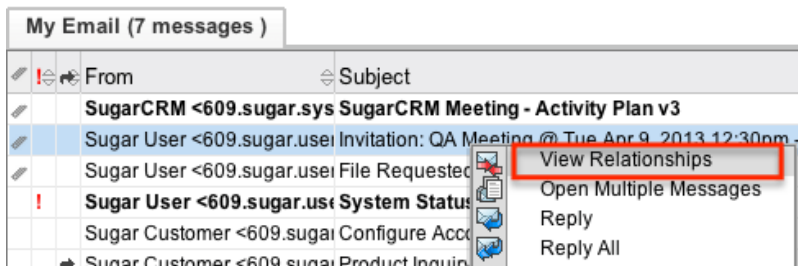 My Email (7 messages )
! From Subject
SugarCRM <609.sugar.sys SugarCRM Meeting - Activity Plan v3
Sugar User <609.sugar.user Invitation: QA Meeting @ Tue Apr 9, 2013 12:30pm -
View Relationships
Sugar User <609.sugar.user File Requested
Open Multiple Messages
! Sugar User <609.sugar.use System Status
Reply
Sugar Customer <609.sugar Configure Acco
Reply All
Sugar Customer <609.sugar Product Inquir